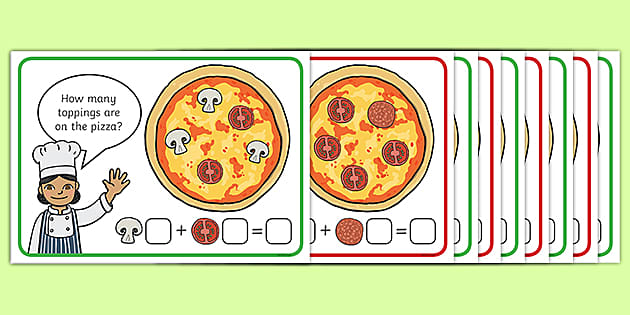 How many
toppings are
on the pizza?
+ =
+ =